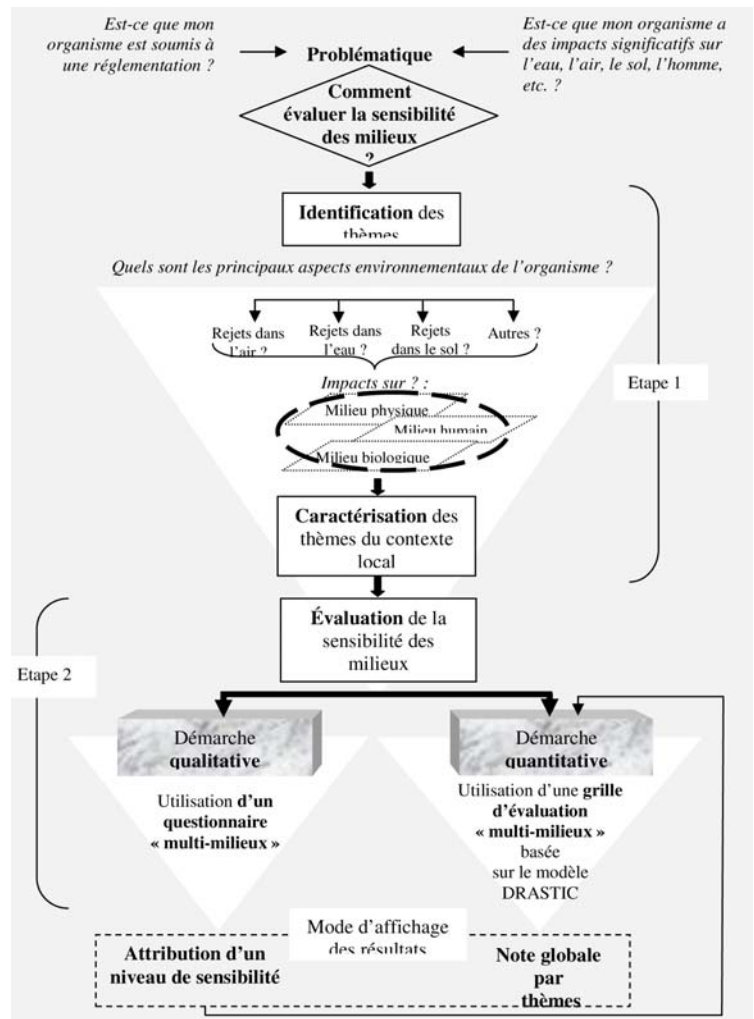 Est-ce que mon
organisme est soumis à
une réglementation ?
Problématique
Est-ce que mon organisme a
des impacts significatifs sur
l'eau, l'air, le sol, l'homme,
etc. ?
Comment
évaluer la sensibilité
des milieux
?
Identification des
thèmes
Quels sont les principaux aspects environnementaux de l'organisme ?
Rejets dans
l'air ?
Rejets dans
l'eau ?
Rejets
dans le sol ?
Autres ?
Impacts sur ? :
Milieu physique
Milieu humain
Milieu biologique
Etape 1
Caractérisation des
thèmes du contexte
local
Évaluation de la
sensibilité des
milieux
Etape 2
Démarche
qualitative
Démarche
quantitative
Utilisation d'un
questionnaire
« multi-milieux »
Utilisation d'une grille
d'évaluation
« multi-milieux »
basée
sur le modèle
DRASTIC
Mode d'affichage
des résultats
Attribution d'un
niveau de sensibilité
Note globale
par
thèmes